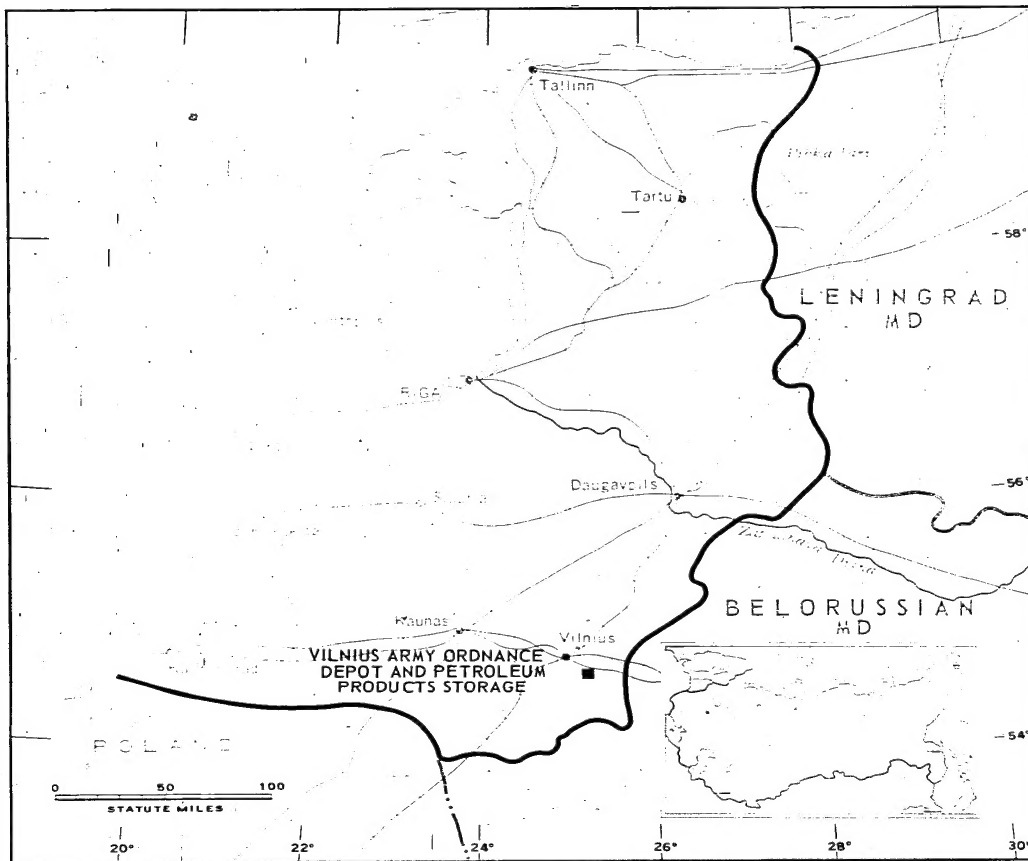 Tallinn
Tartu
58°
LENINGRAD
MD
RIGA
Daugavpils
56°
BELORUSSIAN
MD
Kaunas
Vilnius
VILNIUS ARMY ORDNANCE
DEPOT AND PETROLEUM
PRODUCTS STORAGE
POLAND
54°
0 50 100
STATUTE MILES
20° 24° 26° 28° 30°